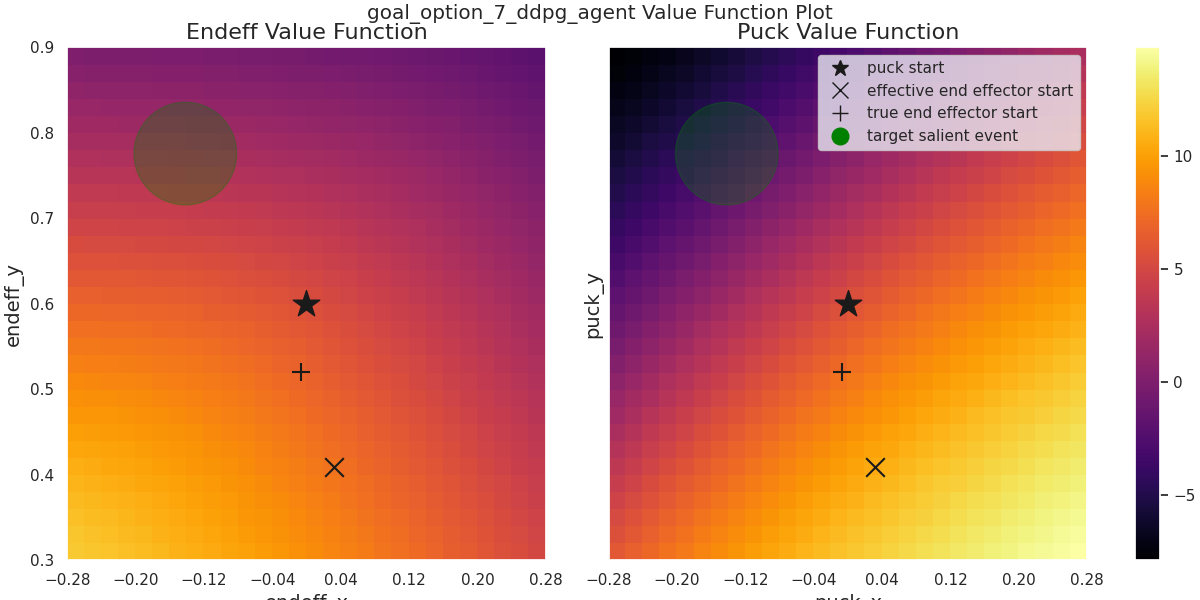 goal_option_7_ddpg_agent Value Function Plot
Endeff Value Function
Puck Value Function
puck start
effective end effector start
true end effector start
target salient event
endeff_y
0.9
0.8
0.7
0.6
0.5
0.4
0.3
−0.28 −0.20 −0.12 −0.04 0.04 0.12 0.20 0.28
endeff_x
puck_y
−0.28 −0.20 −0.12 −0.04 0.04 0.12 0.20 0.28
puck_x
10
5
0
−5